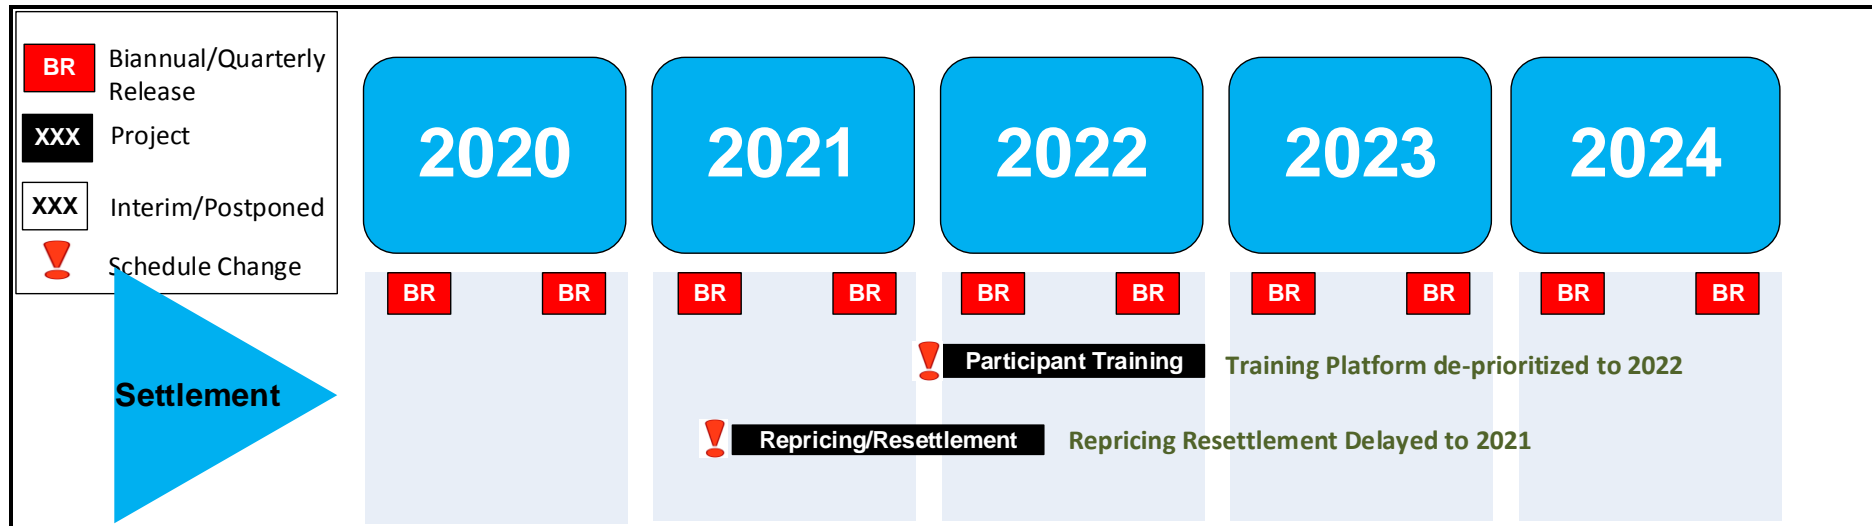 BR Biannual/Quarterly
Release
XXX Project
XXX Interim/Postponed
Schedule Change
2020 2021 2022 2023 2024
BR BR BR BR BR BR BR BR BR BR
Participant Training Training Platform de-prioritized to 2022
Settlement
Repricing/Resettlement Repricing Resettlement Delayed to 2021